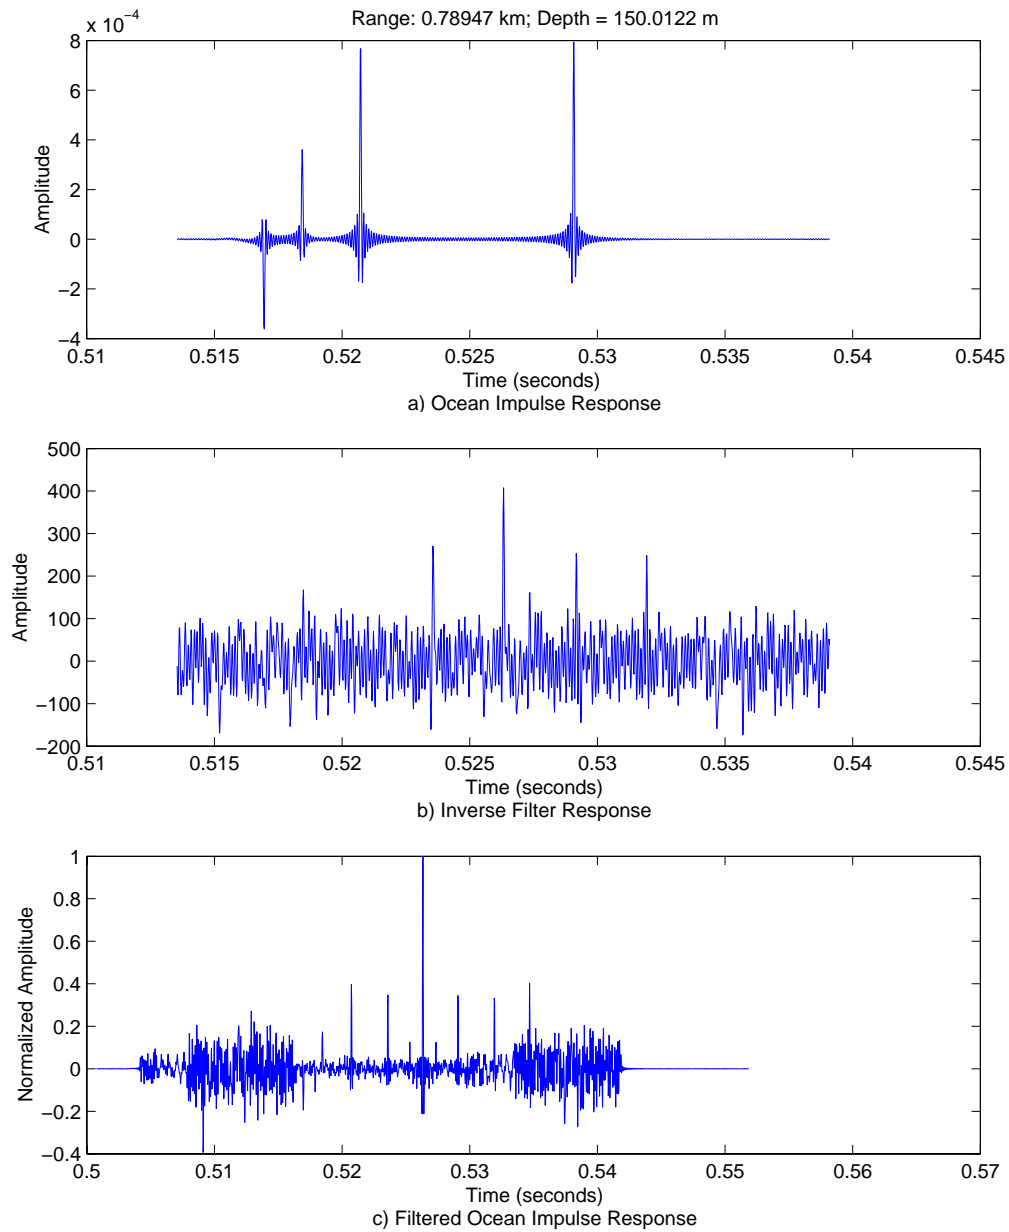 Range: 0.78947 km; Depth = 150.0122 m
x 10−4
8
6
4
2
0
−2
−4
Amplitude
0.51 0.515 0.52 0.525 0.53 0.535 0.54 0.545
Time (seconds)
a) Ocean Impulse Response
500
400
300
200
100
0
−100
−200
Amplitude
0.51 0.515 0.52 0.525 0.53 0.535 0.54 0.545
Time (seconds)
b) Inverse Filter Response
1
0.8
0.6
0.4
0.2
0
−0.2
−0.4
Normalized Amplitude
0.5 0.51 0.52 0.53 0.54 0.55 0.56 0.57
Time (seconds)
c) Filtered Ocean Impulse Response